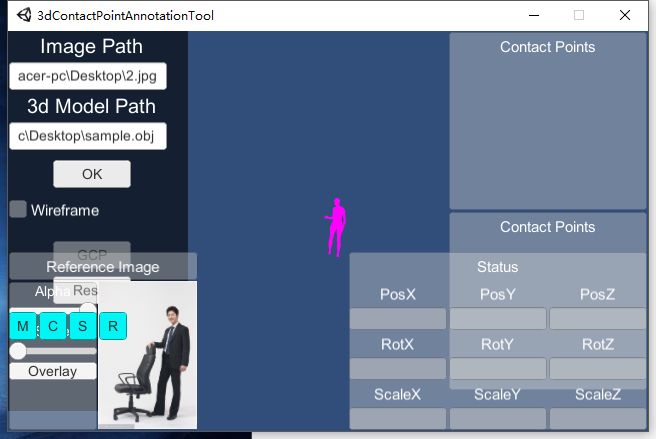 3dContactPointAnnotationTool
Image Path
acer-pc\Desktop\2.jpg
3d Model Path
c\Desktop\sample.obj
OK
Wireframe
GCP
Reference Image
Alpha
Res
M C S R
Overlay
Contact Points
Contact Points
Status
PosX PosY PosZ
RotX RotY RotZ
ScaleX ScaleY ScaleZ